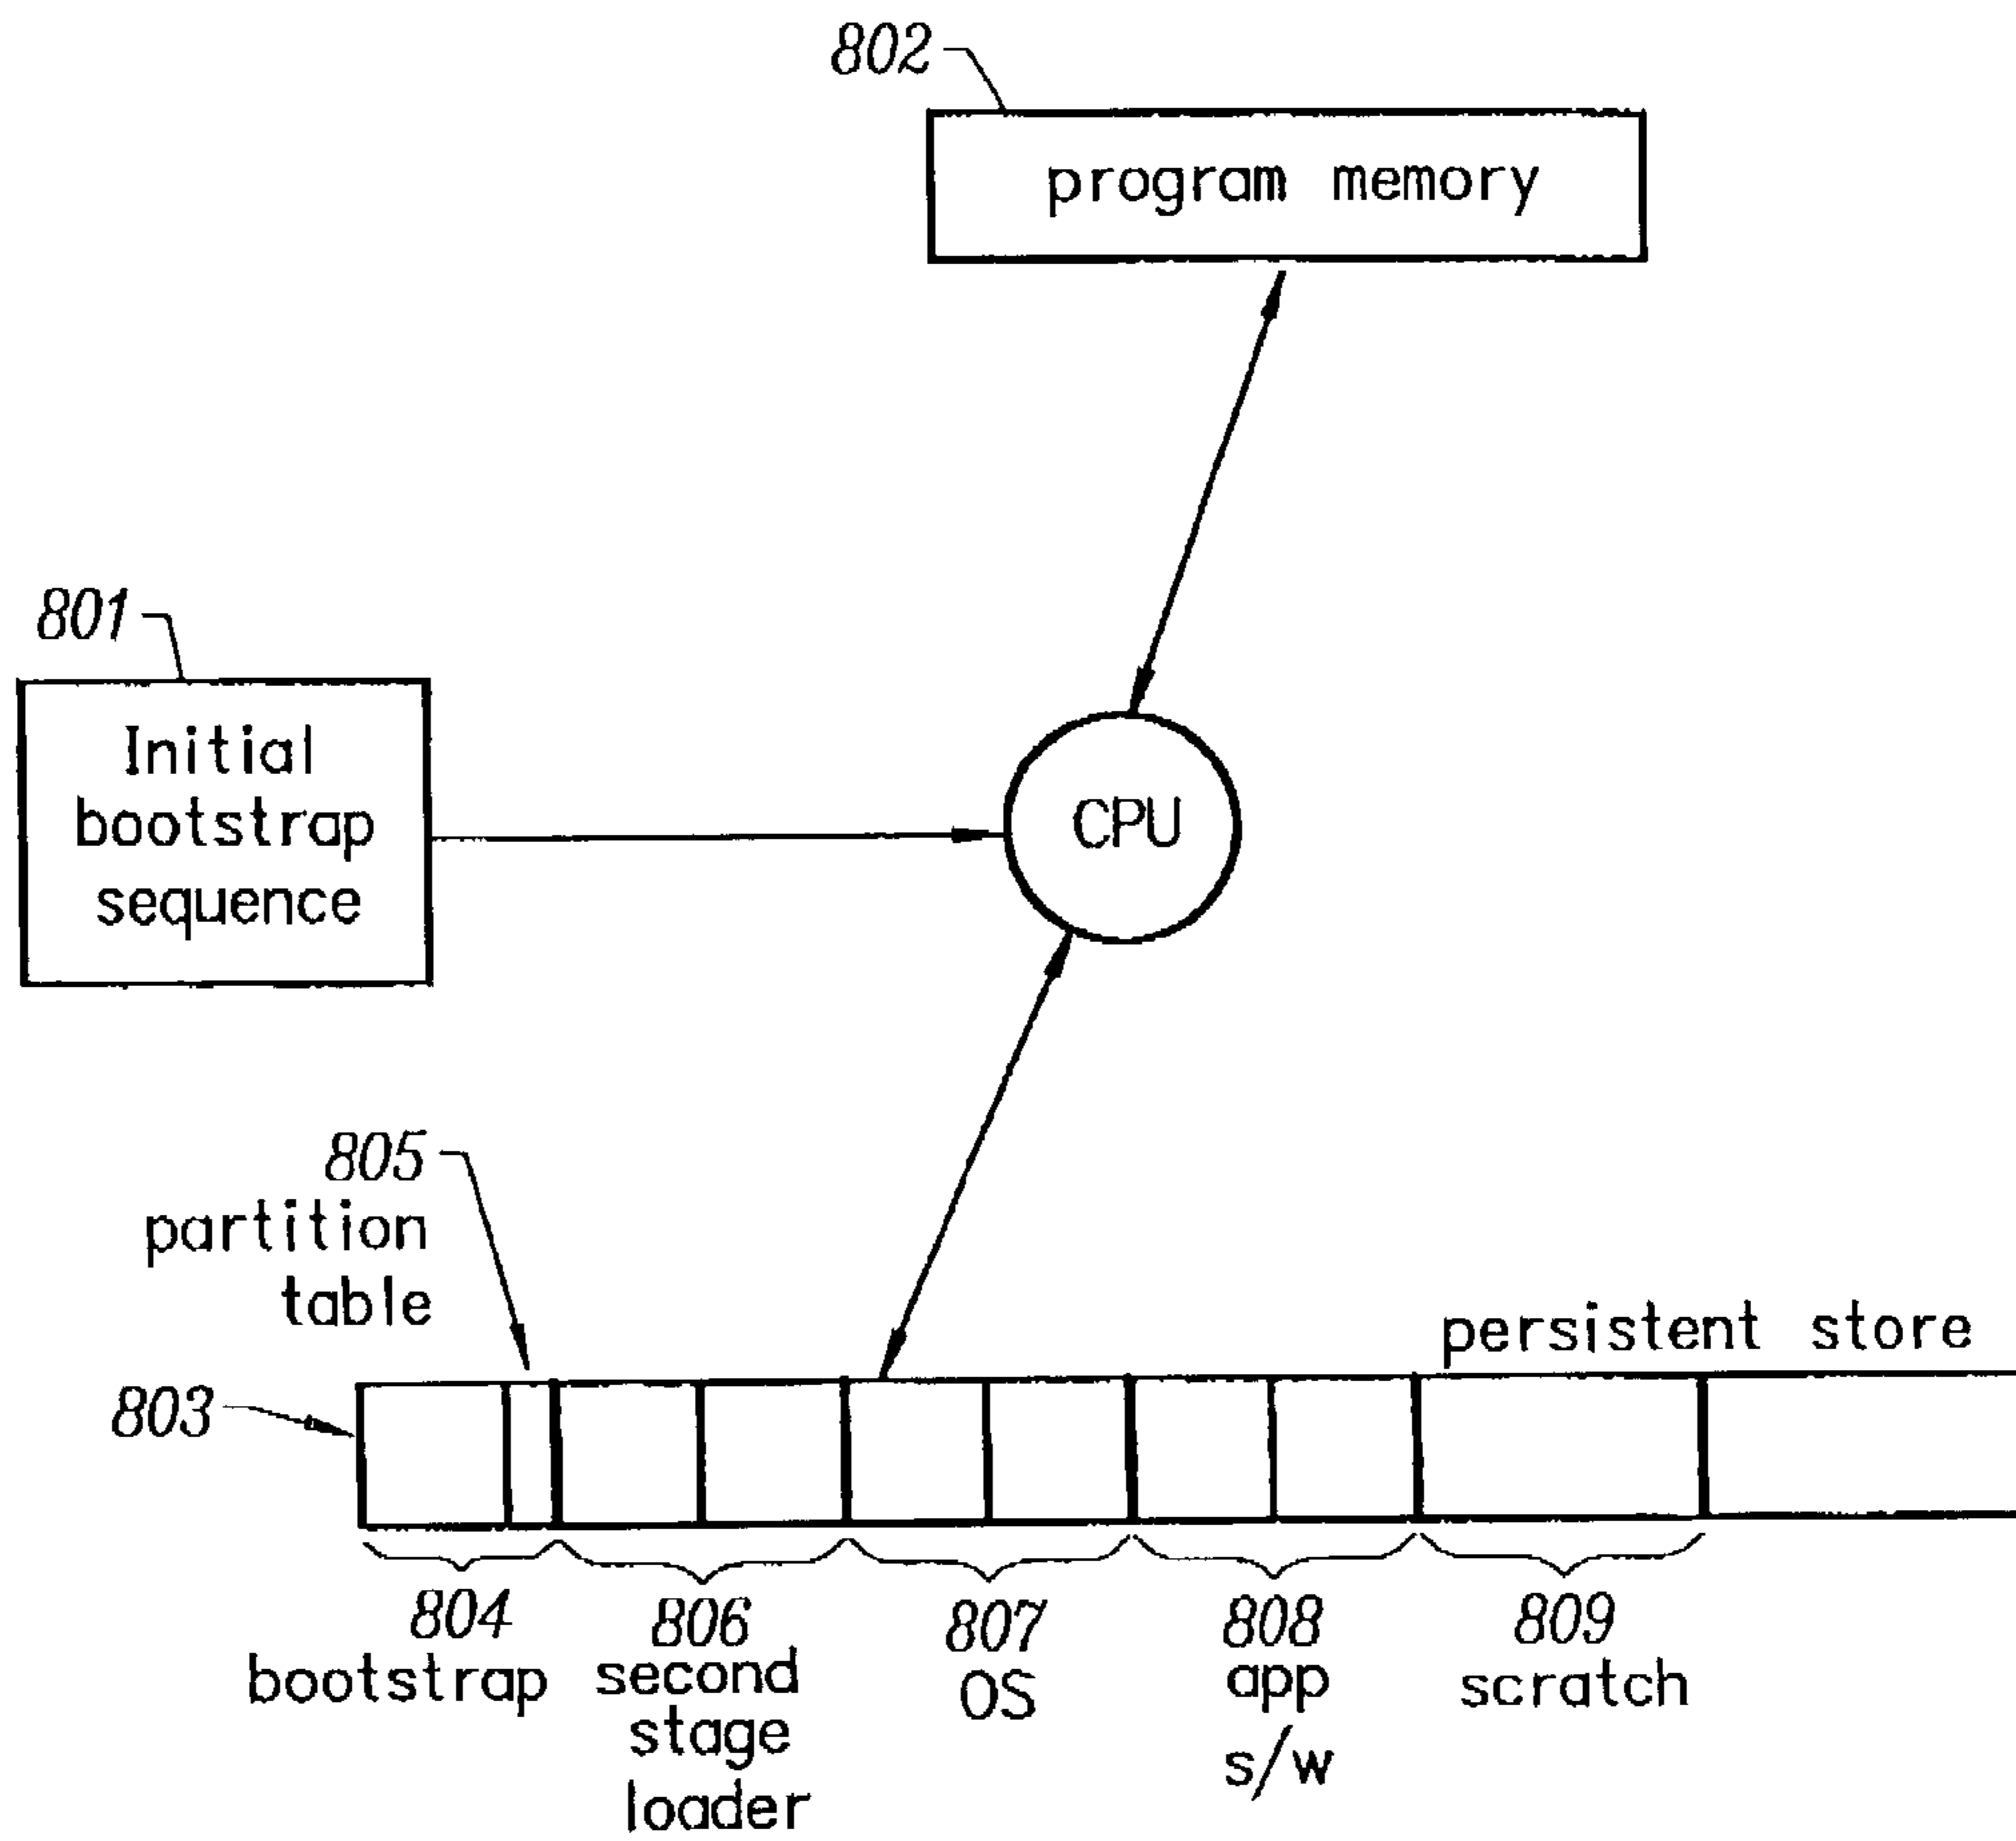 802
program memory
801
Initial
bootstrap
sequence
CPU
805
partition
table
persistent store
803
804
bootstrap
806
second
stage
loader
807
OS
808
app
s/w
809
scratch